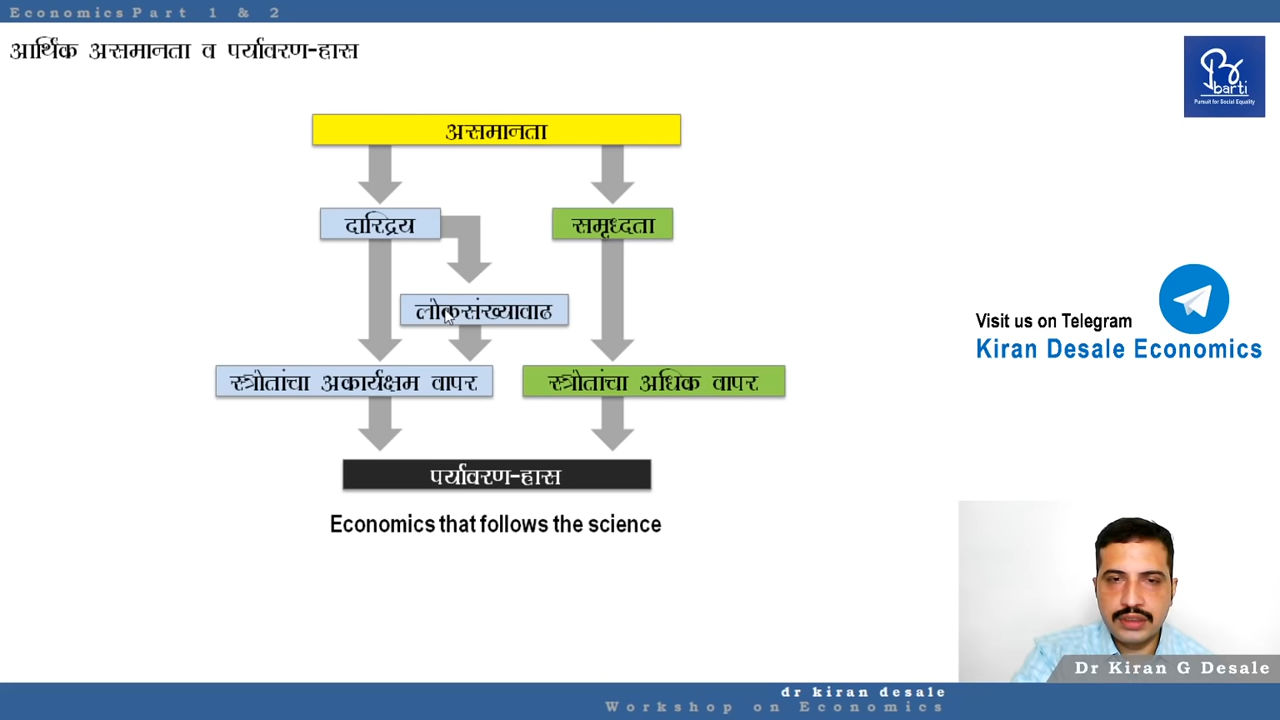 Economics Part 1 & 2
आर्थिक असमानता व पर्यावरण-हास
barti
Pursuit for Social Equality
असमानता
दारिद्रय
समृध्दता
लोकसंख्यावाढ
स्त्रोतांचा अकार्यक्षम वापर
स्त्रोतांचा अधिक वापर
पर्यावरण-हास
Economics that follows the science
Visit us on Telegram
Kiran Desale Economics
Dr Kiran G Desale
dr kiran desale
Workshop on Economics